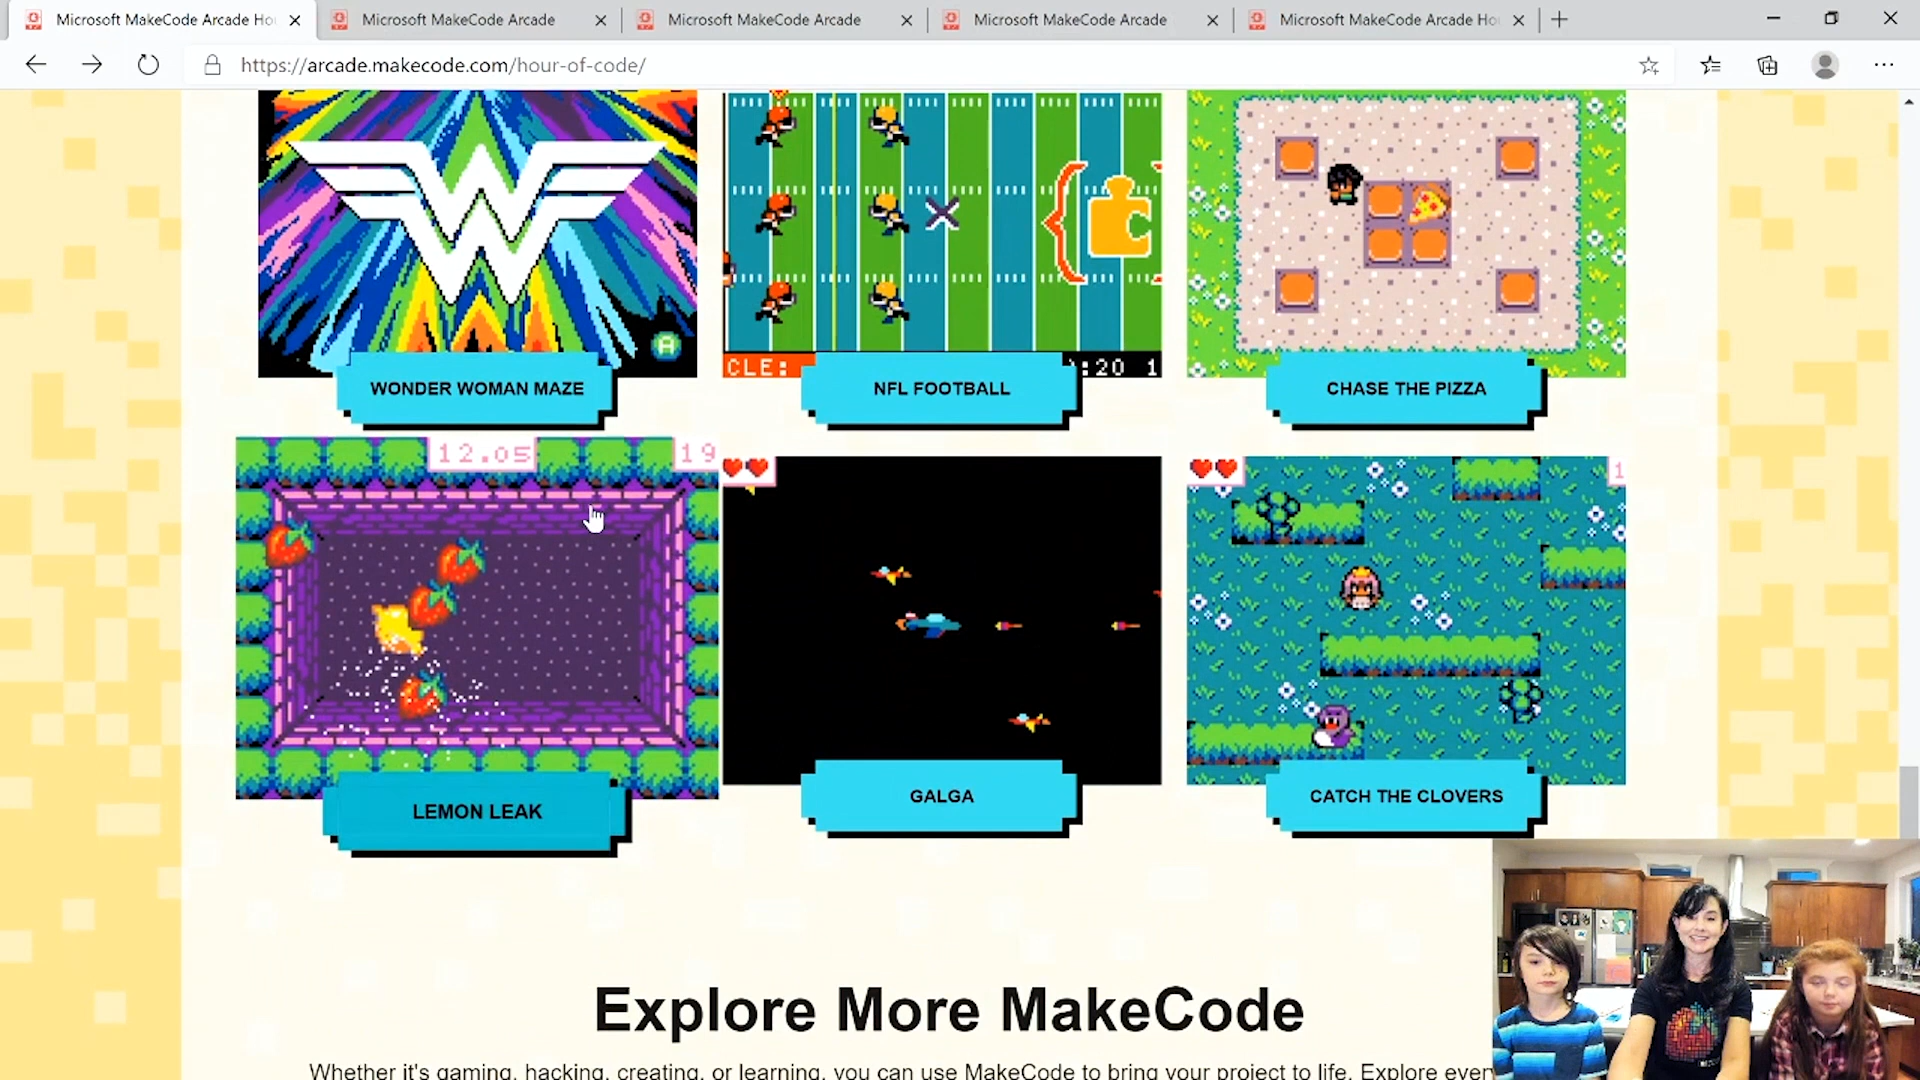 Microsoft MakeCode Arcade Ho
Microsoft MakeCode Arcade
Microsoft MakeCode Arcade
Microsoft MakeCode Arcade
Microsoft MakeCode Arcade Ho
https://arcade.makecode.com/hour-of-code/
A
CLE:
:20 1
WONDER WOMAN MAZE
NFL FOOTBALL
CHASE THE PIZZA
12.05
19
1
LEMON LEAK
GALGA
CATCH THE CLOVERS
Explore More MakeCode
Whether it's gaming, hacking, creating, or learning, you can use MakeCode to bring your project to life. Explore every